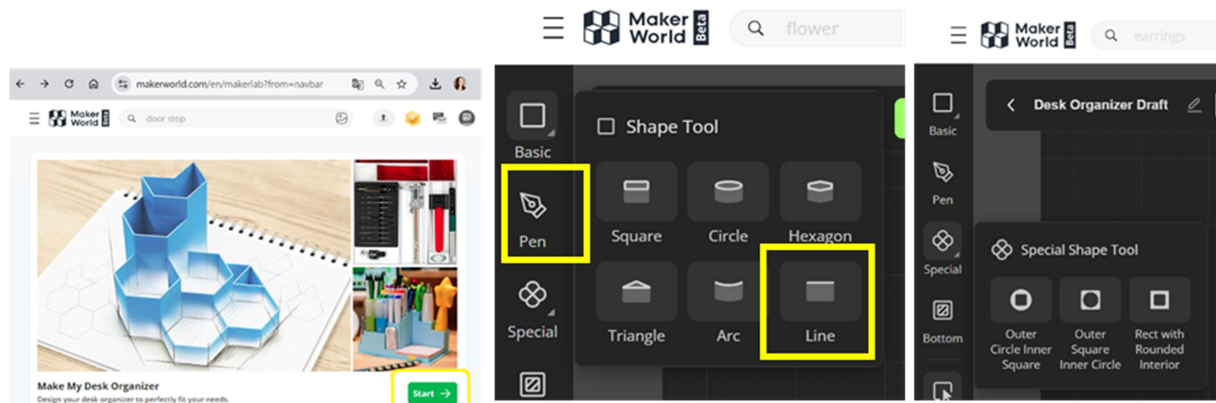 makerworld.com/en/makerlab?from=navbar
Maker
World
Beta
door stop
Make My Desk Organizer
Design your desk organizer to perfectly fit your needs.
Start →
Maker
World
Beta
flower
Basic
Pen
Special
Shape Tool
Square
Circle
Hexagon
Triangle
Arc
Line
Maker
World
Beta
earrings
Basic
Pen
Special
Bottom
Desk Organizer Draft
Special Shape Tool
Outer
Circle Inner
Square
Outer
Square
Inner Circle
Rect with
Rounded
Interior